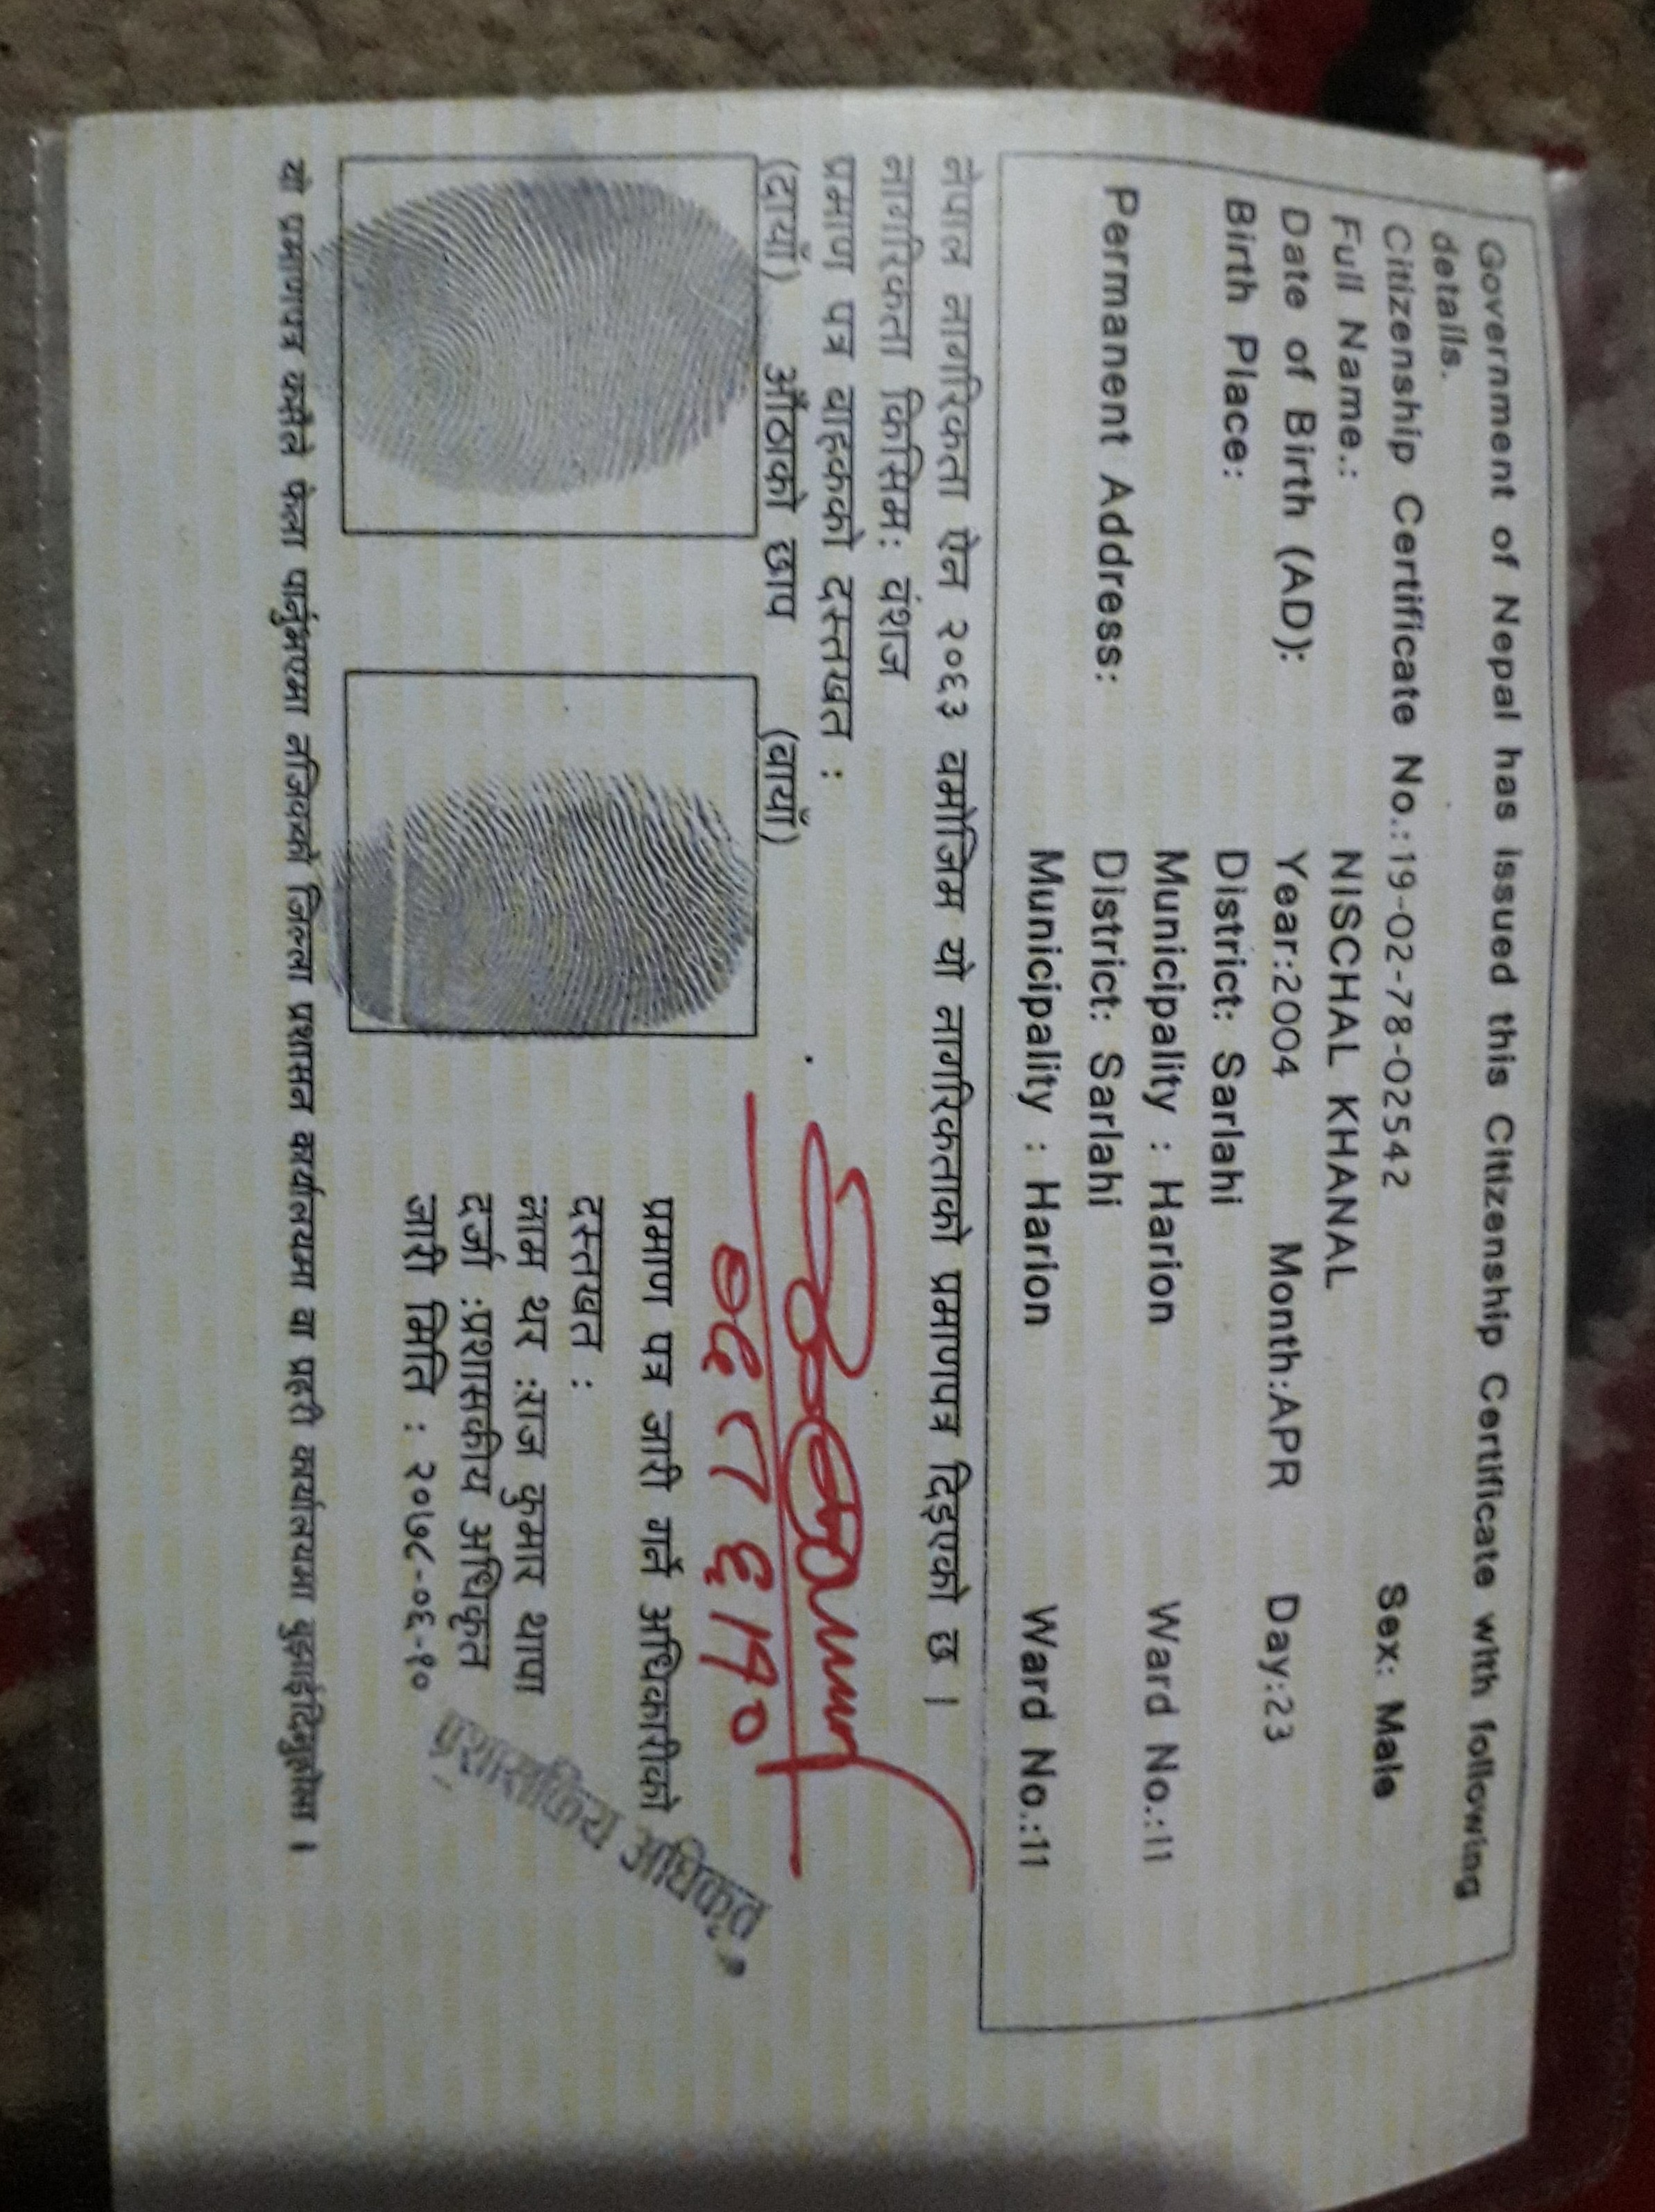 Government of Nepal has issued this Citizenship Certificate with following
details.
Citizenship Certificate No.:19-02-78-02542 Sex: Male
Full Name.: NISCHAL KHANAL
Date of Birth (AD): Year:2004 Month:APR Day:23
Birth Place: District: Sarlahi
Municipality : Harion Ward No.:11
Permanent Address: District: Sarlahi
Municipality : Harion Ward No.:11
नेपाल नागरिकता ऐन २०६३ बमोजिम यो नागरिकताको प्रमाणपत्र दिइएको छ ।
नागरिकता किसिम: वंशज
प्रमाण पत्र वाहकको दस्तखत :
(दायाँ) औंठाको छाप (बायाँ)
प्रमाण पत्र जारी गर्ने अधिकारीको
दस्तखत :
नाम थर :राज कुमार थापा
दर्जा :प्रशासकीय अधिकृत
जारी मिति : २०७८-०६-१०
प्रशासकिय अधिकृत
यो प्रमाणपत्र कसैले फेला पार्नुभएमा नजिकको जिल्ला प्रशासन कार्यालयमा वा प्रहरी कार्यालयमा बुझाईदिनुहोला ।